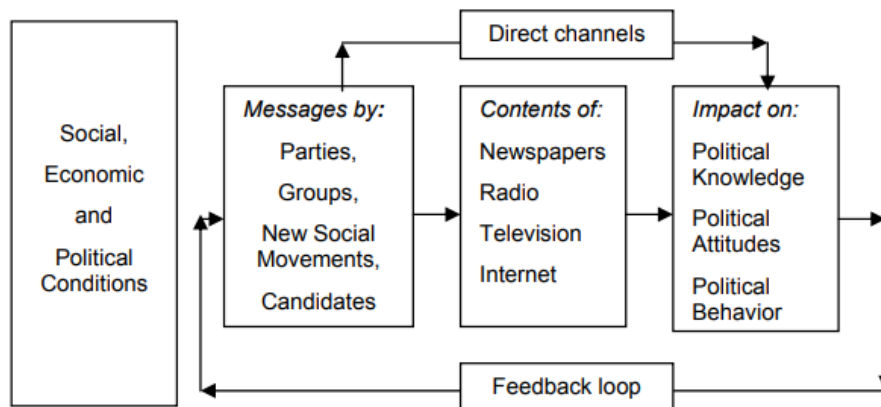 Direct channels
Social,
Economic
and
Political
Conditions
Messages by:
Parties,
Groups,
New Social
Movements,
Candidates
Contents of:
Newspapers
Radio
Television
Internet
Impact on:
Political
Knowledge
Political
Attitudes
Political
Behavior
Feedback loop